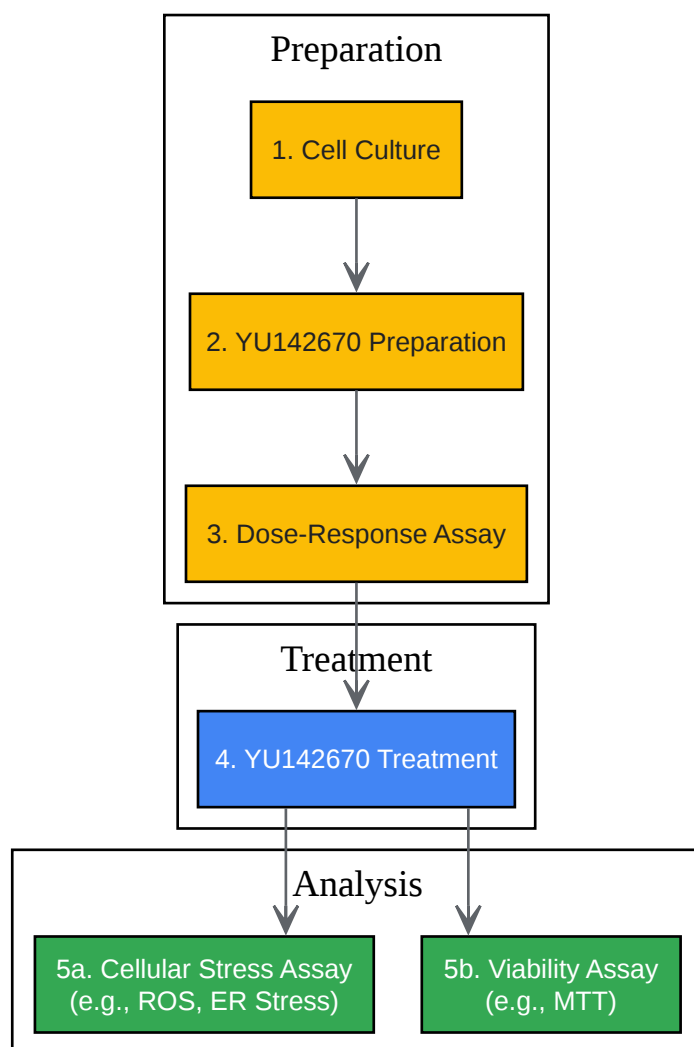 Preparation
1. Cell Culture
2. YU142670 Preparation
3. Dose-Response Assay
Treatment
4. YU142670 Treatment
Analysis
5a. Cellular Stress Assay
(e.g., ROS, ER Stress)
5b. Viability Assay
(e.g., MTT)